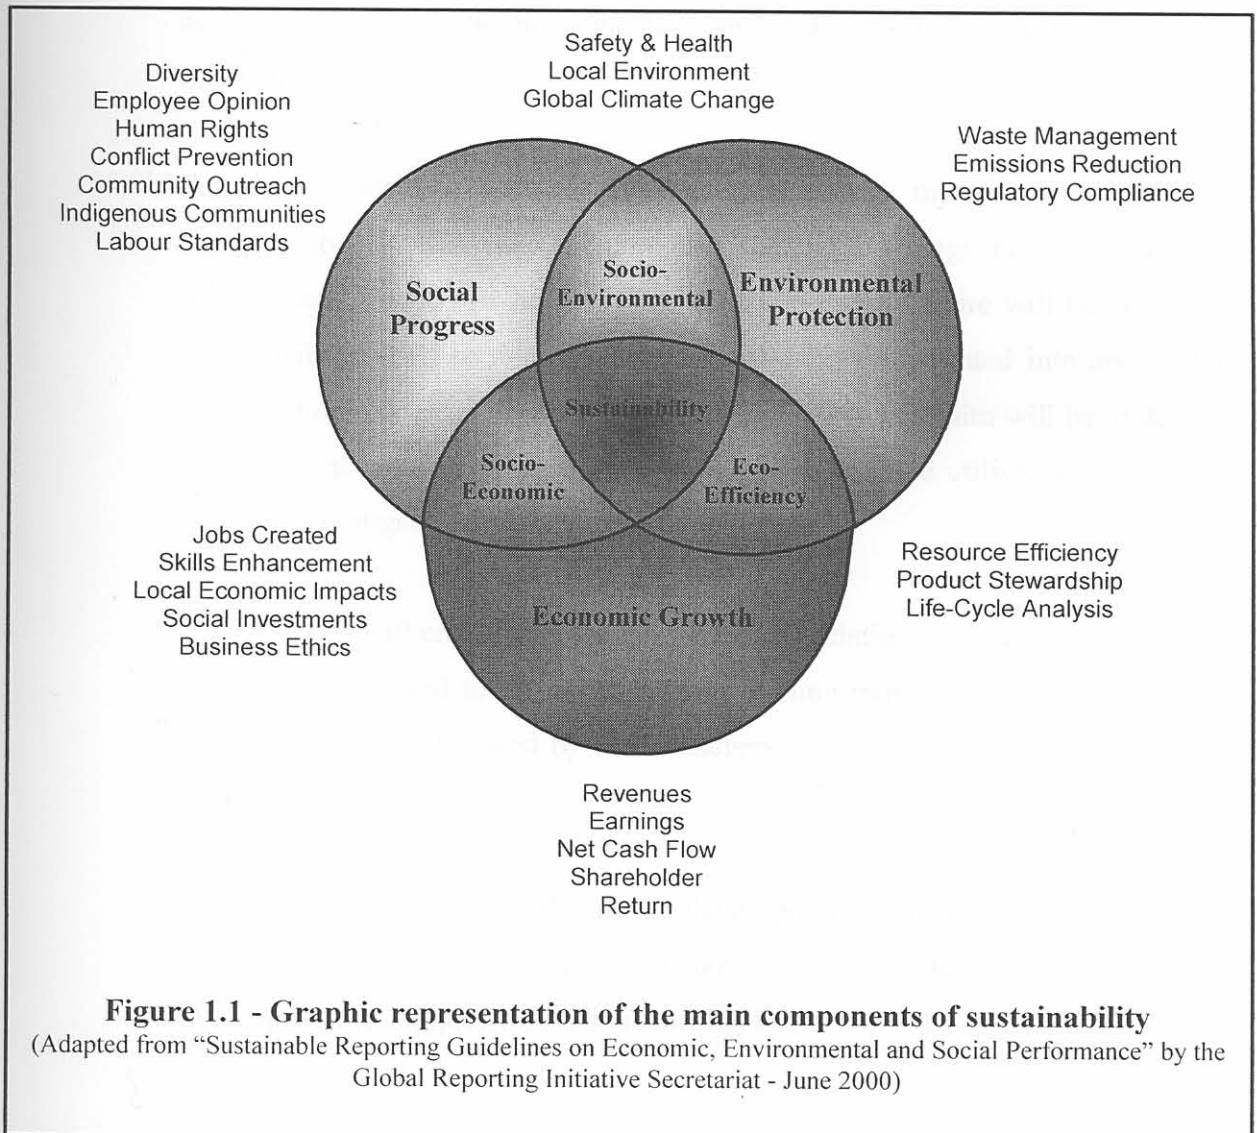 Safety & Health
Local Environment
Global Climate Change
Diversity
Employee Opinion
Human Rights
Conflict Prevention
Community Outreach
Indigenous Communities
Labour Standards
Waste Management
Emissions Reduction
Regulatory Compliance
Social
Progress
Socio-
Environmental
Environmental
Protection
Sustainability
Socio-
Economic
Eco-
Efficiency
Economic Growth
Jobs Created
Skills Enhancement
Local Economic Impacts
Social Investments
Business Ethics
Resource Efficiency
Product Stewardship
Life-Cycle Analysis
Revenues
Earnings
Net Cash Flow
Shareholder
Return
Figure 1.1 - Graphic representation of the main components of sustainability
(Adapted from “Sustainable Reporting Guidelines on Economic, Environmental and Social Performance” by the
Global Reporting Initiative Secretariat - June 2000)